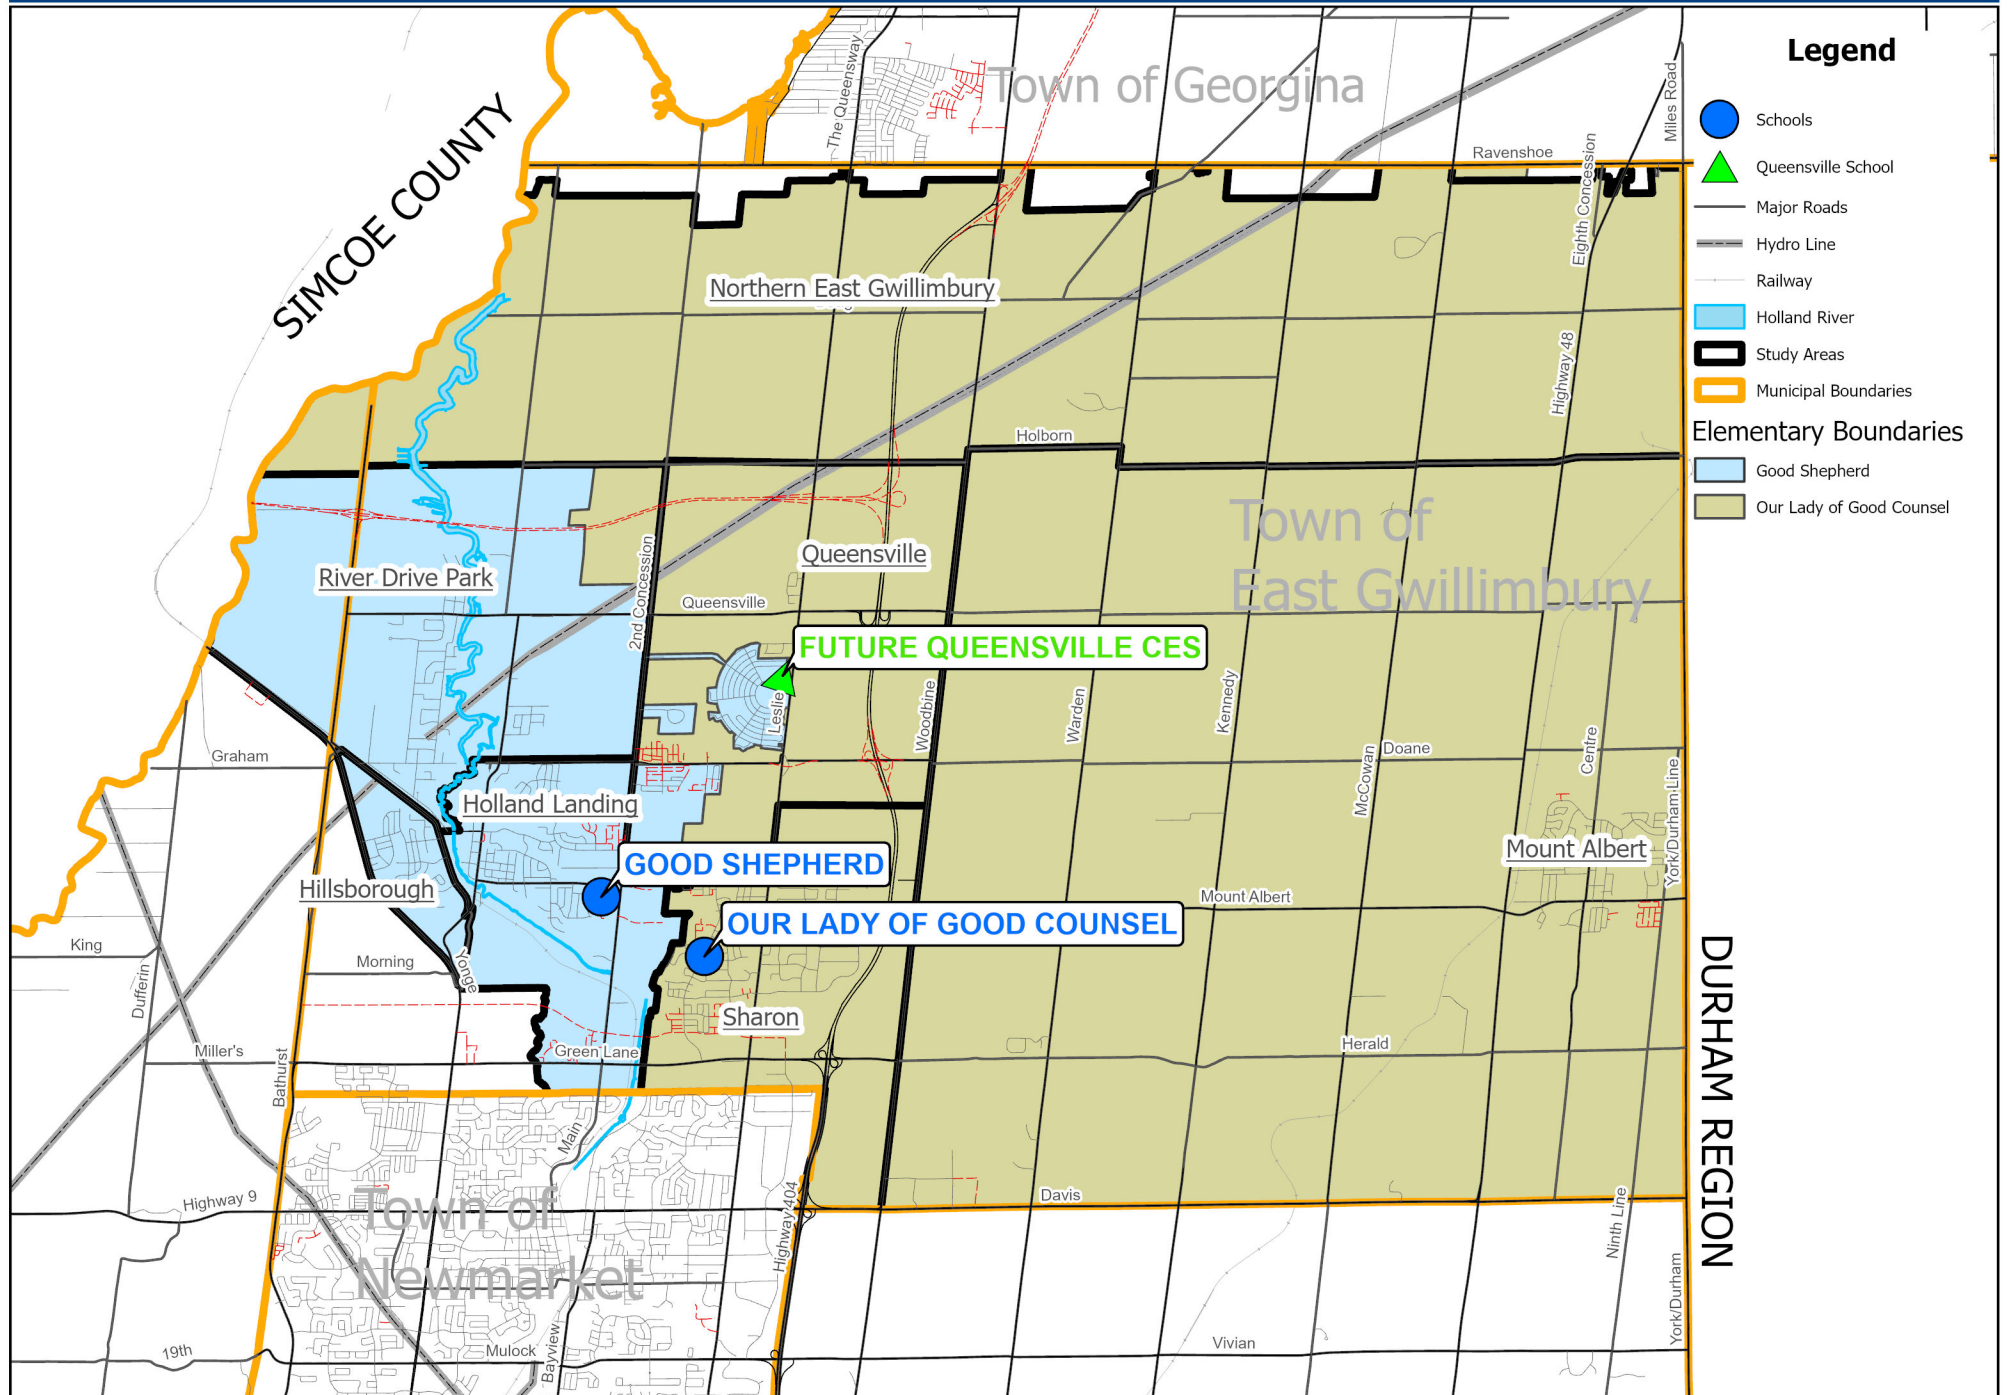 Legend
Schools
Queensville School
Major Roads
Hydro Line
Railway
Holland River
Study Areas
Municipal Boundaries
Elementary Boundaries
Good Shepherd
Our Lady of Good Counsel
Town of Georgina
The Queensway
Miles Road
Ravenshoe
Eighth Concession
SIMCOE COUNTY
Northern East Gwillimbury
Highway 48
Holborn
Town of
East Gwillimbury
Queensville
River Drive Park
2nd Concession
Queensville
FUTURE QUEENSVILLE CES
Leslie
Woodbine
Warden
Kennedy
McCowan
Doane
Centre
York/Durham Line
Graham
Holland Landing
Mount Albert
GOOD SHEPHERD
Hillsborough
Mount Albert
OUR LADY OF GOOD COUNSEL
King
Dufferin
Morning
Yonge
Sharon
DURHAM REGION
Miller's
Bathurst
Green Lane
Herald
Main
Highway 9
Town of
Newmarket
Highway 404
Davis
Ninth Line
York/Durham
19th
Mulock
Bayview
Vivian